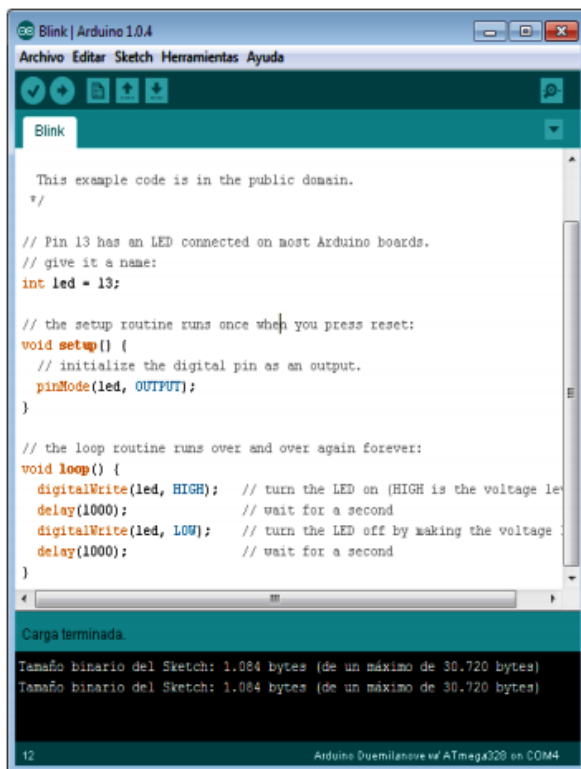 Blink | Arduino 1.0.4
Archivo Editar Sketch Herramientas Ayuda
Blink
This example code is in the public domain.
*/
// Pin 13 has an LED connected on most Arduino boards.
// give it a name:
int led = 13;
// the setup routine runs once when you press reset:
void setup() {
// initialize the digital pin as an output.
pinMode(led, OUTPUT);
}
// the loop routine runs over and over again forever:
void loop() {
digitalWrite(led, HIGH); // turn the LED on (HIGH is the voltage lev
delay(1000); // wait for a second
digitalWrite(led, LOW); // turn the LED off by making the voltage l
delay(1000); // wait for a second
}
Carga terminada.
Tamaño binario del Sketch: 1.084 bytes (de un máximo de 30.720 bytes)
Tamaño binario del Sketch: 1.084 bytes (de un máximo de 30.720 bytes)
12 Arduino Duemilanove w/ ATmega328 on COM4